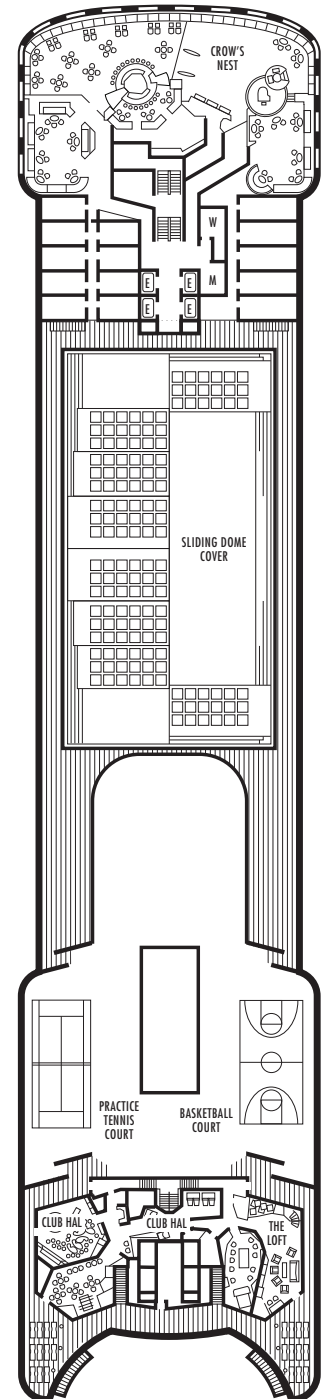 CROW'S
NEST
W
M
E
E
E
E
SLIDING DOME
COVER
PRACTICE
TENNIS
COURT
BASKETBALL
COURT
CLUB HAL
CLUB HAL
THE
LOFT